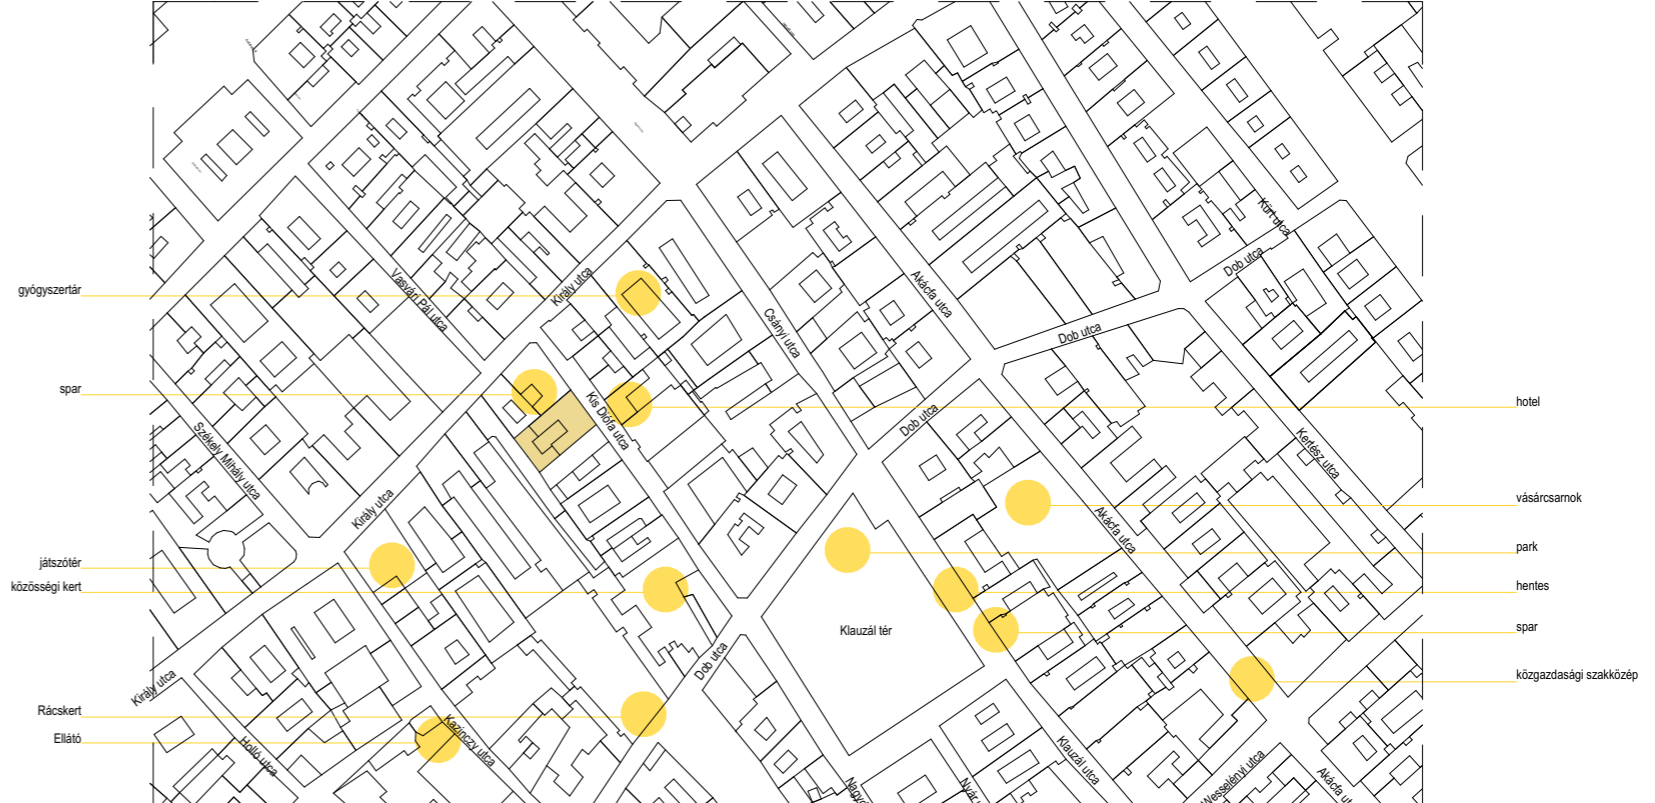 gyógyszertár
spar
játszótér
közösségi kert
Rácskert
Ellátó
hotel
vásárcsarnok
park
hentes
spar
közgazdasági szakközép
Kürt utca
Dob utca
Vasvári Pál utca
Király utca
Akácfa utca
Csányi utca
Dob utca
Kis Diófa utca
Dob utca
Székely Mihály utca
Kertész utca
Király utca
Akácfa utca
Klauzál tér
Dob utca
Király utca
Holló utca
Kazinczy utca
Klauzál utca
Wesselényi utca